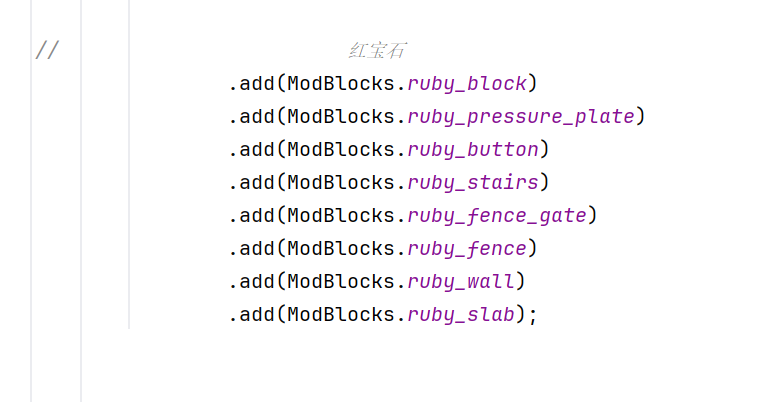 // 红宝石
.add(ModBlocks.ruby_block)
.add(ModBlocks.ruby_pressure_plate)
.add(ModBlocks.ruby_button)
.add(ModBlocks.ruby_stairs)
.add(ModBlocks.ruby_fence_gate)
.add(ModBlocks.ruby_fence)
.add(ModBlocks.ruby_wall)
.add(ModBlocks.ruby_slab);